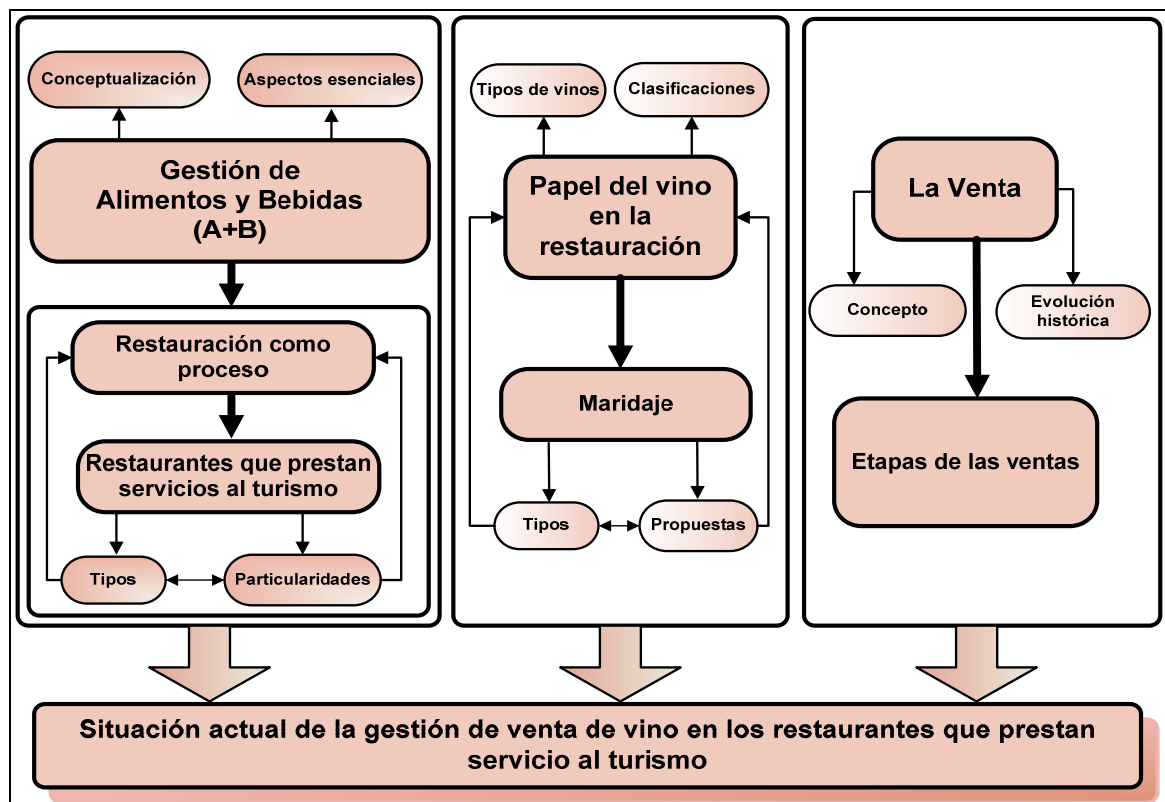 Conceptualización
Aspectos esenciales
Gestión de
Alimentos y Bebidas
(A+B)
Restauración como
proceso
Restaurantes que prestan
servicios al turismo
Tipos
Particularidades
Tipos de vinos
Clasificaciones
Papel del vino
en la
restauración
Maridaje
Tipos
Propuestas
La Venta
Concepto
Evolución
histórica
Etapas de las ventas
Situación actual de la gestión de venta de vino en los restaurantes que prestan
servicio al turismo